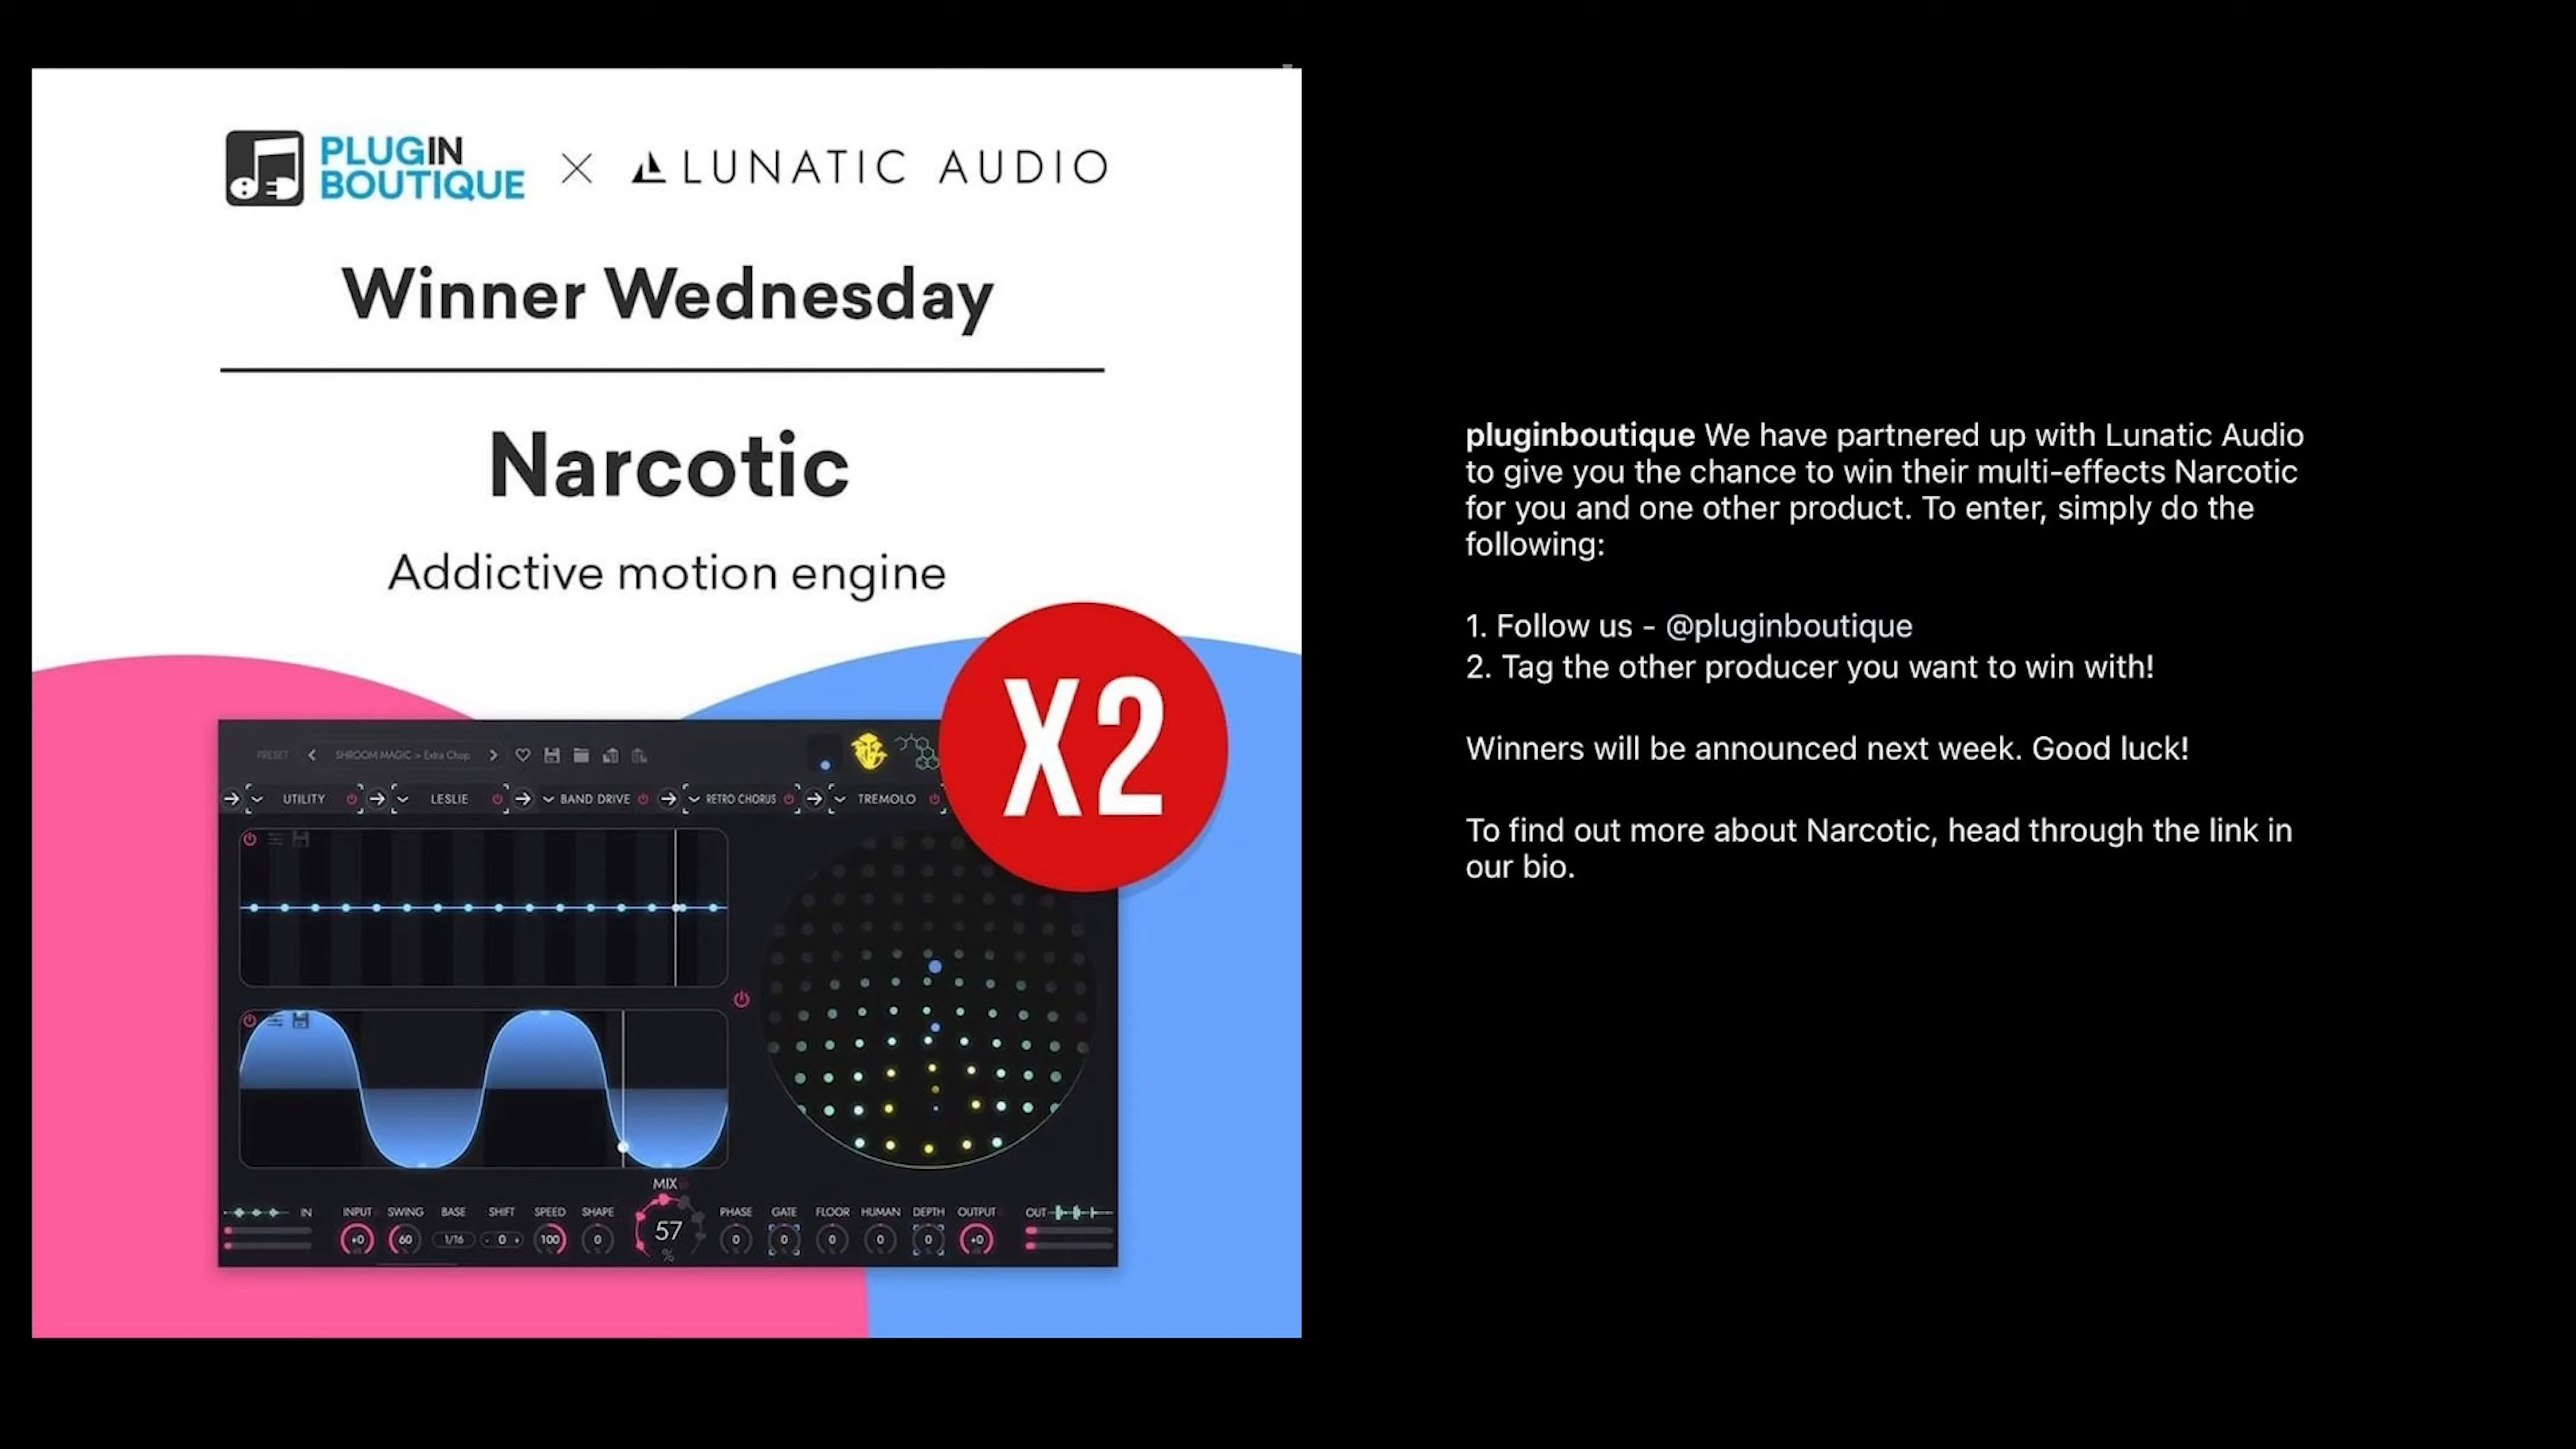 PLUGIN
BOUTIQUE
X
LUNATIC AUDIO
Winner Wednesday
Narcotic
Addictive motion engine
X2
PRESET
SHROOM MAGIC > Extra Chop
UTILITY
LESLIE
BAND DRIVE
RETRO CHORUS
TREMOLO
MIX
57
%
IN
INPUT SWING BASE SHIFT SPEED SHAPE
PHASE GATE FLOOR HUMAN DEPTH OUTPUT
OUT
+0 60 1/16 - 0 + 100 0
0 0 0 0 0 +0
pluginboutique We have partnered up with Lunatic Audio
to give you the chance to win their multi-effects Narcotic
for you and one other product. To enter, simply do the
following:
1. Follow us - @pluginboutique
2. Tag the other producer you want to win with!
Winners will be announced next week. Good luck!
To find out more about Narcotic, head through the link in
our bio.